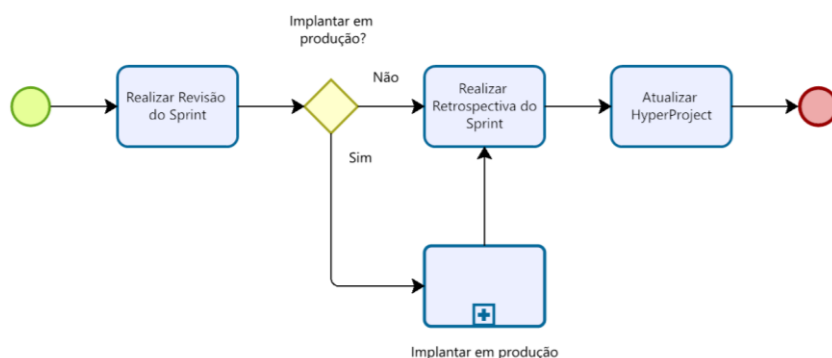 Implantar em
produção?
Realizar Revisão
do Sprint
Não
Realizar
Retrospectiva do
Sprint
Atualizar
HyperProject
Sim
Implantar em produção